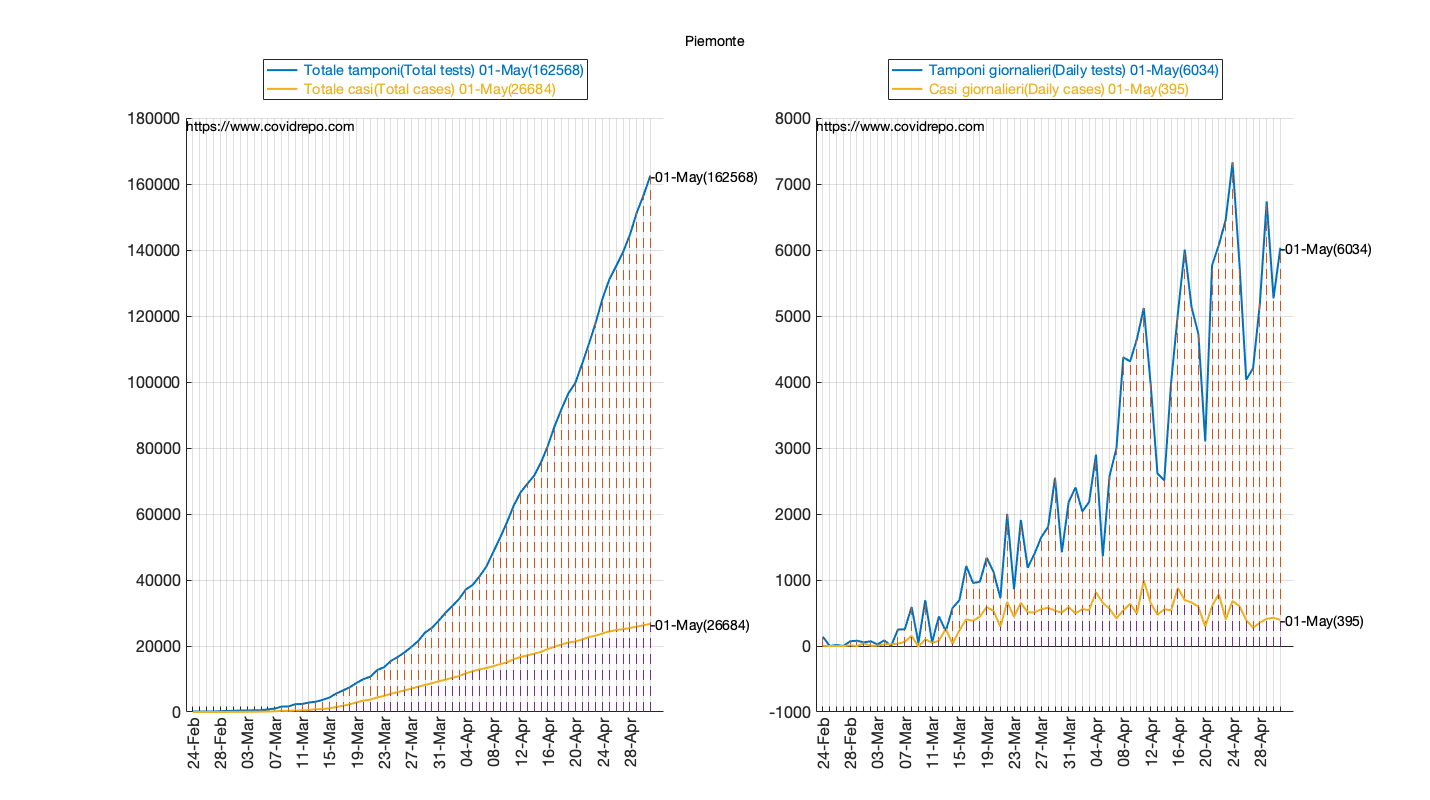 Piemonte
Totale tamponi(Total tests) 01-May(162568)
Totale casi(Total cases) 01-May(26684)
180000
160000
140000
120000
100000
80000
60000
40000
20000
0
https://www.covidrepo.com
01-May(162568)
01-May(26684)
24-Feb
28-Feb
03-Mar
07-Mar
11-Mar
15-Mar
19-Mar
23-Mar
27-Mar
31-Mar
04-Apr
08-Apr
12-Apr
16-Apr
20-Apr
24-Apr
28-Apr
Tamponi giornalieri(Daily tests) 01-May(6034)
Casi giornalieri(Daily cases) 01-May(395)
8000
7000
6000
5000
4000
3000
2000
1000
0
-1000
https://www.covidrepo.com
01-May(6034)
01-May(395)
24-Feb
28-Feb
03-Mar
07-Mar
11-Mar
15-Mar
19-Mar
23-Mar
27-Mar
31-Mar
04-Apr
08-Apr
12-Apr
16-Apr
20-Apr
24-Apr
28-Apr